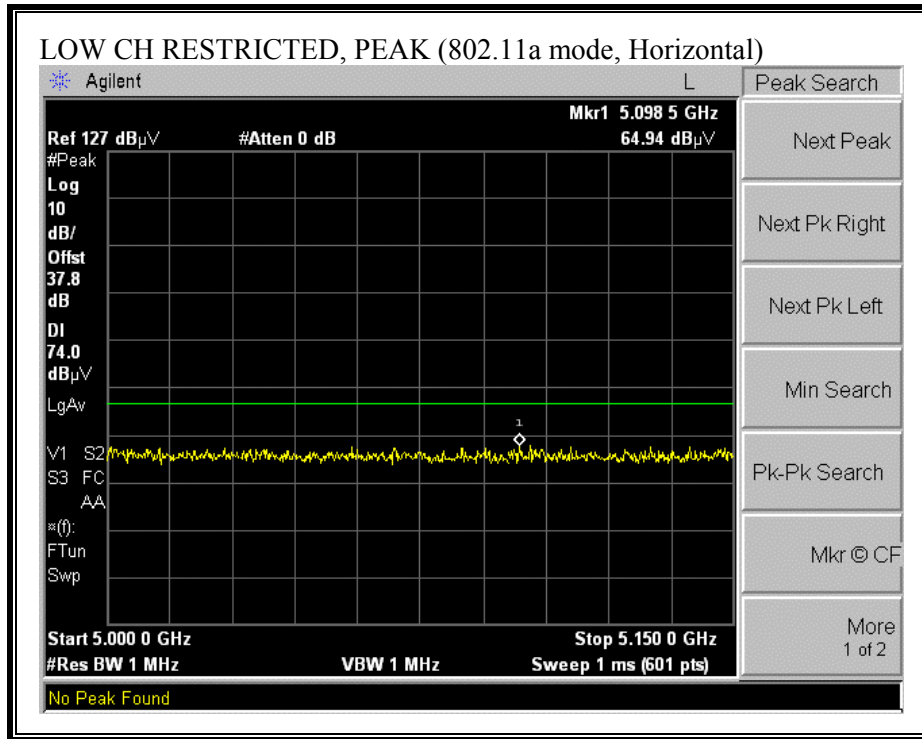 LOW CH RESTRICTED, PEAK (802.11a mode, Horizontal)
Agilent L Peak Search
Mkr1 5.098 5 GHz
Ref 127 dBµV #Atten 0 dB 64.94 dBµV
#Peak
Log
10
dB/
Offst
37.8
dB
DI
74.0
dBµV
LgAv
1
V1 S2
S3 FC
AA
¤(f):
FTun
Swp
Start 5.000 0 GHz Stop 5.150 0 GHz
#Res BW 1 MHz VBW 1 MHz Sweep 1 ms (601 pts)
No Peak Found
Next Peak
Next Pk Right
Next Pk Left
Min Search
Pk-Pk Search
Mkr © CF
More
1 of 2